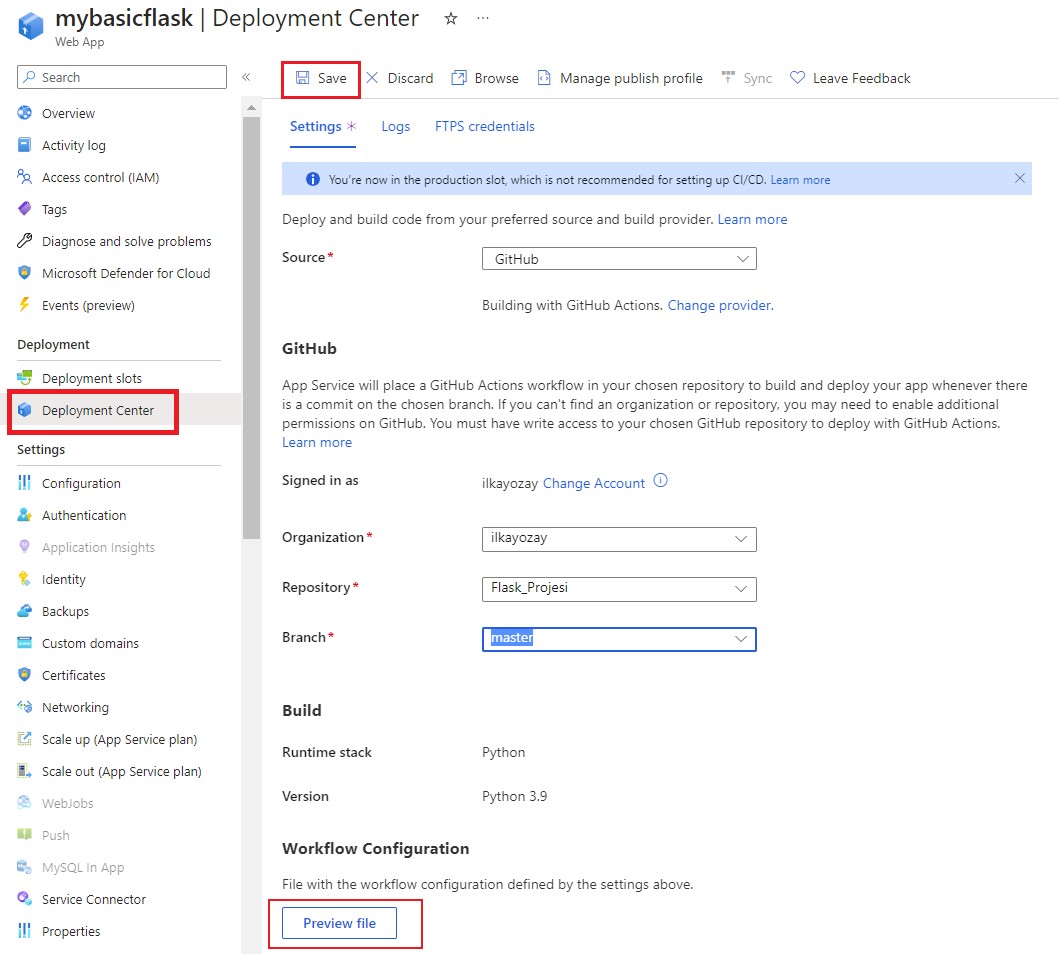 mybasicflask | Deployment Center
Web App
Search
Overview
Activity log
Access control (IAM)
Tags
Diagnose and solve problems
Microsoft Defender for Cloud
Events (preview)
Deployment
Deployment slots
Deployment Center
Settings
Configuration
Authentication
Application Insights
Identity
Backups
Custom domains
Certificates
Networking
Scale up (App Service plan)
Scale out (App Service plan)
WebJobs
Push
MySQL In App
Service Connector
Properties
Save Discard Browse Manage publish profile Sync Leave Feedback
Settings * Logs FTPS credentials
You're now in the production slot, which is not recommended for setting up CI/CD. Learn more
Deploy and build code from your preferred source and build provider. Learn more
Source* GitHub
Building with GitHub Actions. Change provider.
GitHub
App Service will place a GitHub Actions workflow in your chosen repository to build and deploy your app whenever there
is a commit on the chosen branch. If you can't find an organization or repository, you may need to enable additional
permissions on GitHub. You must have write access to your chosen GitHub repository to deploy with GitHub Actions.
Learn more
Signed in as ilkayozay Change Account
Organization* ilkayozay
Repository* Flask_Projesi
Branch* master
Build
Runtime stack Python
Version Python 3.9
Workflow Configuration
File with the workflow configuration defined by the settings above.
Preview file